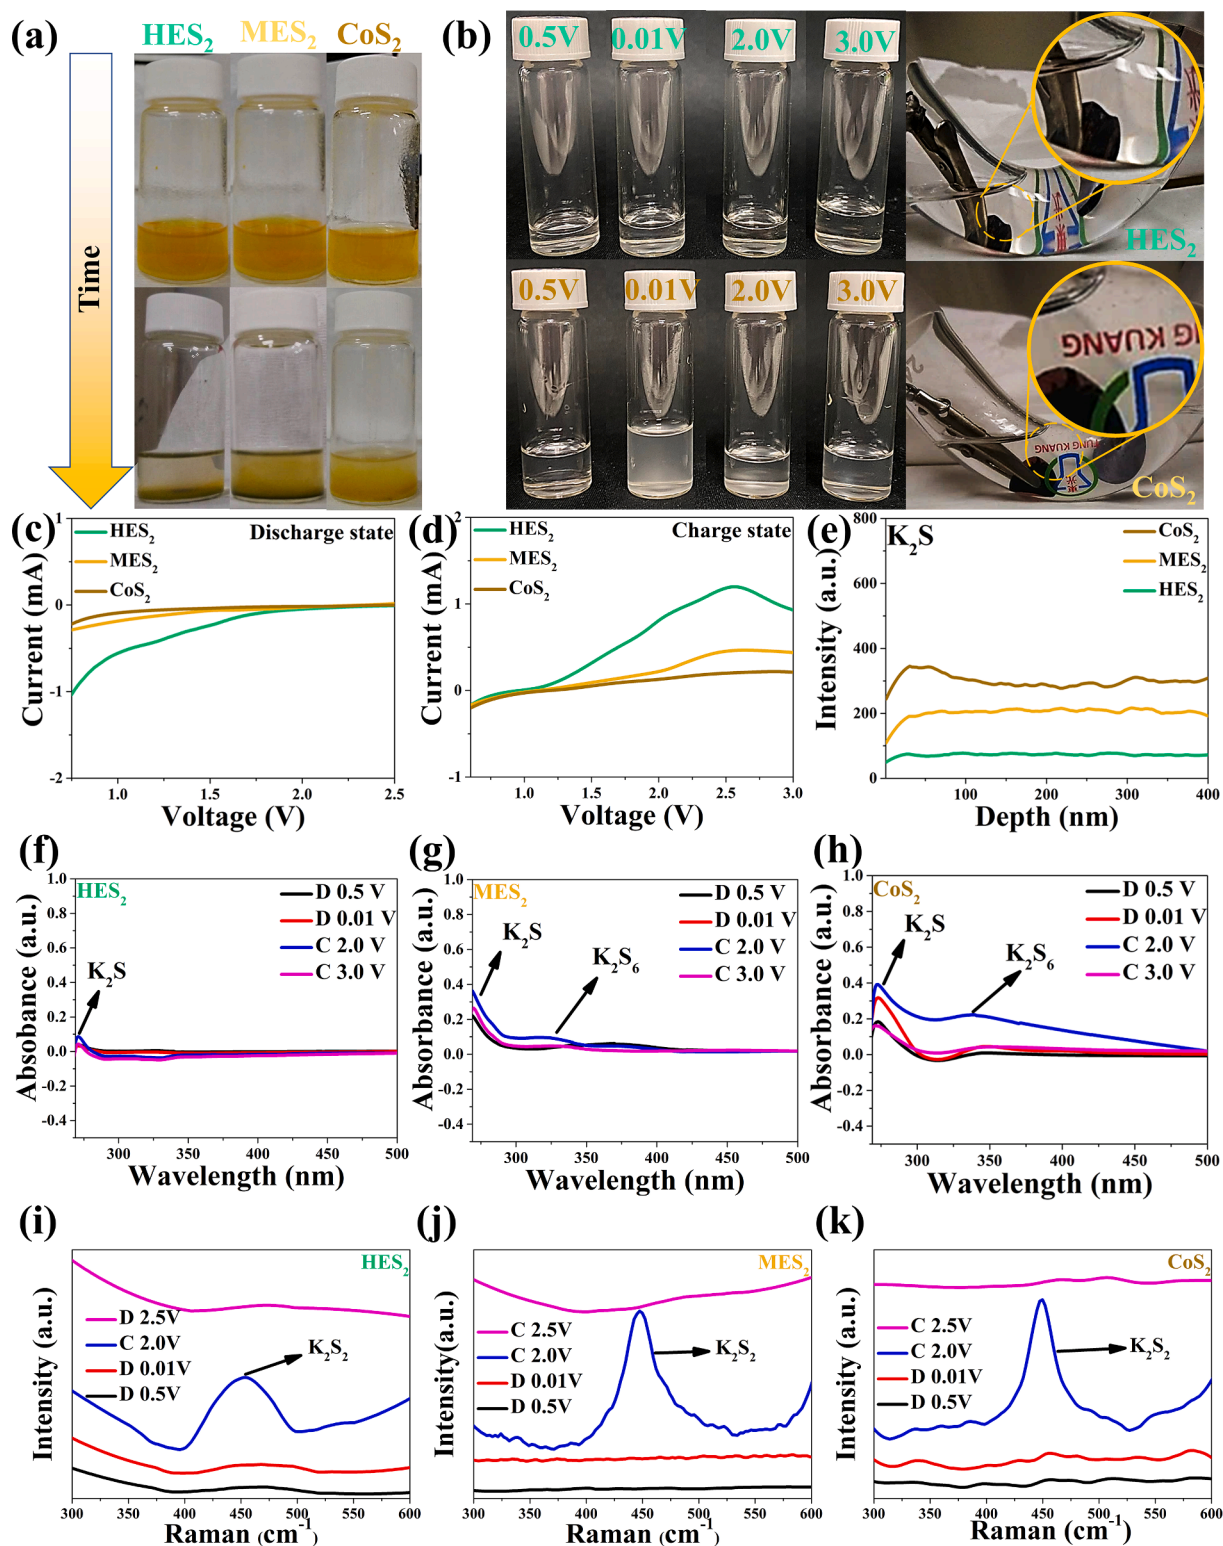 (a)
HES2
MES2
CoS2
Time
(b)
0.5V
0.01V
2.0V
3.0V
HES2
0.5V
0.01V
2.0V
3.0V
NG KUANG
FUNG KUANG
CoS2
(c)
Discharge state
HES2
MES2
CoS2
Current (mA)
1
0
-1
-2
1.0 1.5 2.0 2.5
Voltage (V)
(d)
Charge state
HES2
MES2
CoS2
Current (mA)
2
1
0
-1
1.0 1.5 2.0 2.5 3.0
Voltage (V)
(e)
K2S
CoS2
MES2
HES2
Intensity (a.u.)
800
600
400
200
0
100 200 300 400
Depth (nm)
(f)
HES2
D 0.5 V
D 0.01 V
C 2.0 V
C 3.0 V
K2S
Absobance (a.u.)
1.0
0.8
0.6
0.4
0.2
0.0
-0.2
-0.4
300 350 400 450 500
Wavelength (nm)
(g)
MES2
D 0.5 V
D 0.01 V
C 2.0 V
C 3.0 V
K2S
K2S6
Absorbance (a.u.)
1.0
0.8
0.6
0.4
0.2
0.0
-0.2
-0.4
300 350 400 450 500
Wavelength (nm)
(h)
CoS2
D 0.5 V
D 0.01 V
C 2.0 V
C 3.0 V
K2S
K2S6
Absorbance (a.u.)
1.0
0.8
0.6
0.4
0.2
0.0
-0.2
-0.4
300 350 400 450 500
Wavelength (nm)
(i)
HES2
D 2.5V
C 2.0V
D 0.01V
D 0.5V
K2S2
Intensity (a.u.)
300 350 400 450 500 550 600
Raman (cm-1)
(j)
MES2
C 2.5V
C 2.0V
D 0.01V
D 0.5V
K2S2
Intensity(a.u.)
300 350 400 450 500 550 600
Raman (cm-1)
(k)
CoS2
C 2.5V
C 2.0V
D 0.01V
D 0.5V
K2S2
Intensity (a.u.)
300 350 400 450 500 550 600
Raman (cm-1)